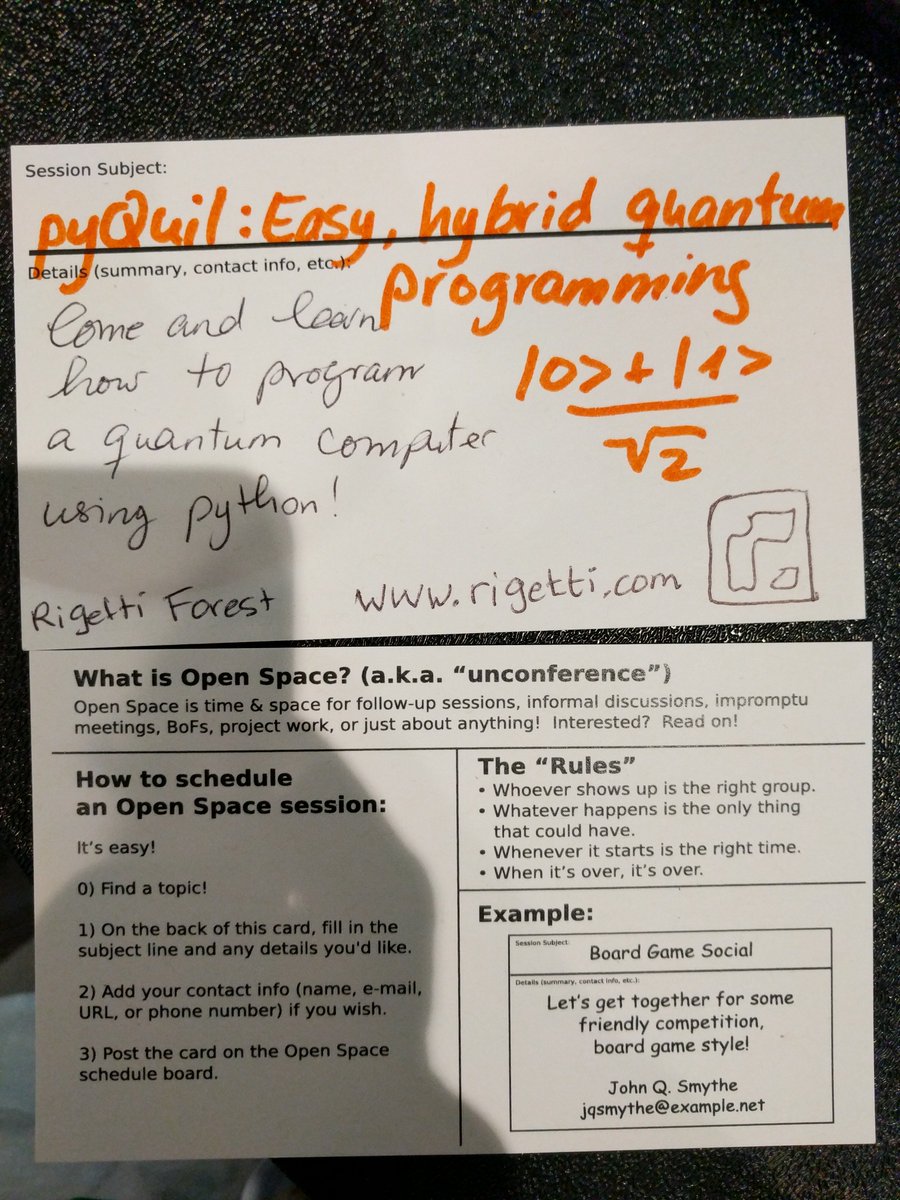 Session Subject:
pyQuil: Easy, hybrid quantum
programming
Details (summary, contact info, etc.):
Come and learn
how to program
a quantum computer
using python!
|0> + |1>
√2
Rigetti Forest
www.rigetti.com
What is Open Space? (a.k.a. “unconference”)
Open Space is time & space for follow-up sessions, informal discussions, impromptu
meetings, BoFs, project work, or just about anything! Interested? Read on!
How to schedule
an Open Space session:
It’s easy!
0) Find a topic!
1) On the back of this card, fill in the
subject line and any details you'd like.
2) Add your contact info (name, e-mail,
URL, or phone number) if you wish.
3) Post the card on the Open Space
schedule board.
The “Rules”
• Whoever shows up is the right group.
• Whatever happens is the only thing
that could have.
• Whenever it starts is the right time.
• When it’s over, it’s over.
Example:
Session Subject:
Board Game Social
Details (summary, contact info, etc.):
Let’s get together for some
friendly competition,
board game style!
John Q. Smythe
jqsmythe@example.net